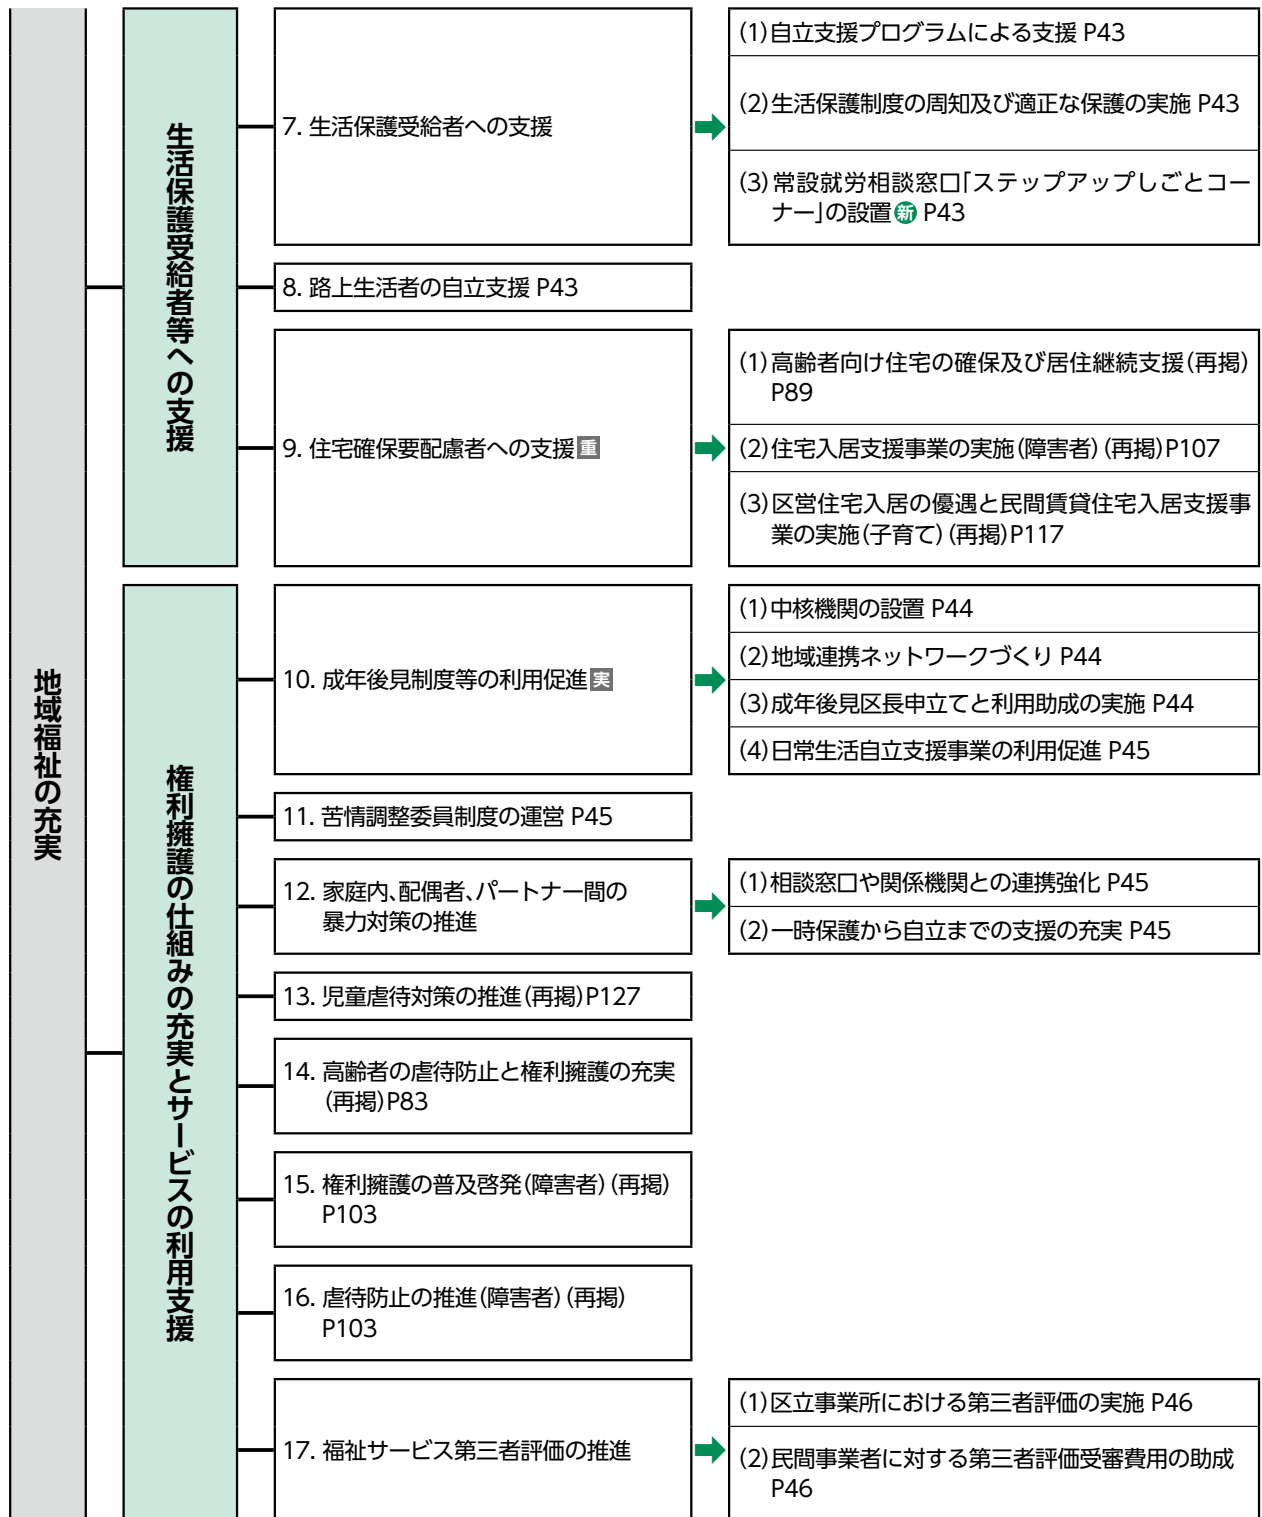 地域福祉の充実
生活保護受給者等への支援
7. 生活保護受給者への支援
(1)自立支援プログラムによる支援 P43
(2)生活保護制度の周知及び適正な保護の実施 P43
(3)常設就労相談窓口「ステップアップしごとコー
ナー」の設置新 P43
8. 路上生活者の自立支援 P43
9. 住宅確保要配慮者への支援重
(1)高齢者向け住宅の確保及び居住継続支援(再掲)
P89
(2)住宅入居支援事業の実施(障害者)(再掲)P107
(3)区営住宅入居の優遇と民間賃貸住宅入居支援事
業の実施(子育て)(再掲)P117
権利擁護の仕組みの充実とサービスの利用支援
10. 成年後見制度等の利用促進実
(1)中核機関の設置 P44
(2)地域連携ネットワークづくり P44
(3)成年後見区長申立てと利用助成の実施 P44
(4)日常生活自立支援事業の利用促進 P45
11. 苦情調整委員制度の運営 P45
12. 家庭内、配偶者、パートナー間の
暴力対策の推進
(1)相談窓口や関係機関との連携強化 P45
(2)一時保護から自立までの支援の充実 P45
13. 児童虐待対策の推進(再掲)P127
14. 高齢者の虐待防止と権利擁護の充実
(再掲)P83
15. 権利擁護の普及啓発(障害者)(再掲)
P103
16. 虐待防止の推進(障害者)(再掲)
P103
17. 福祉サービス第三者評価の推進
(1)区立事業所における第三者評価の実施 P46
(2)民間事業者に対する第三者評価受審費用の助成
P46